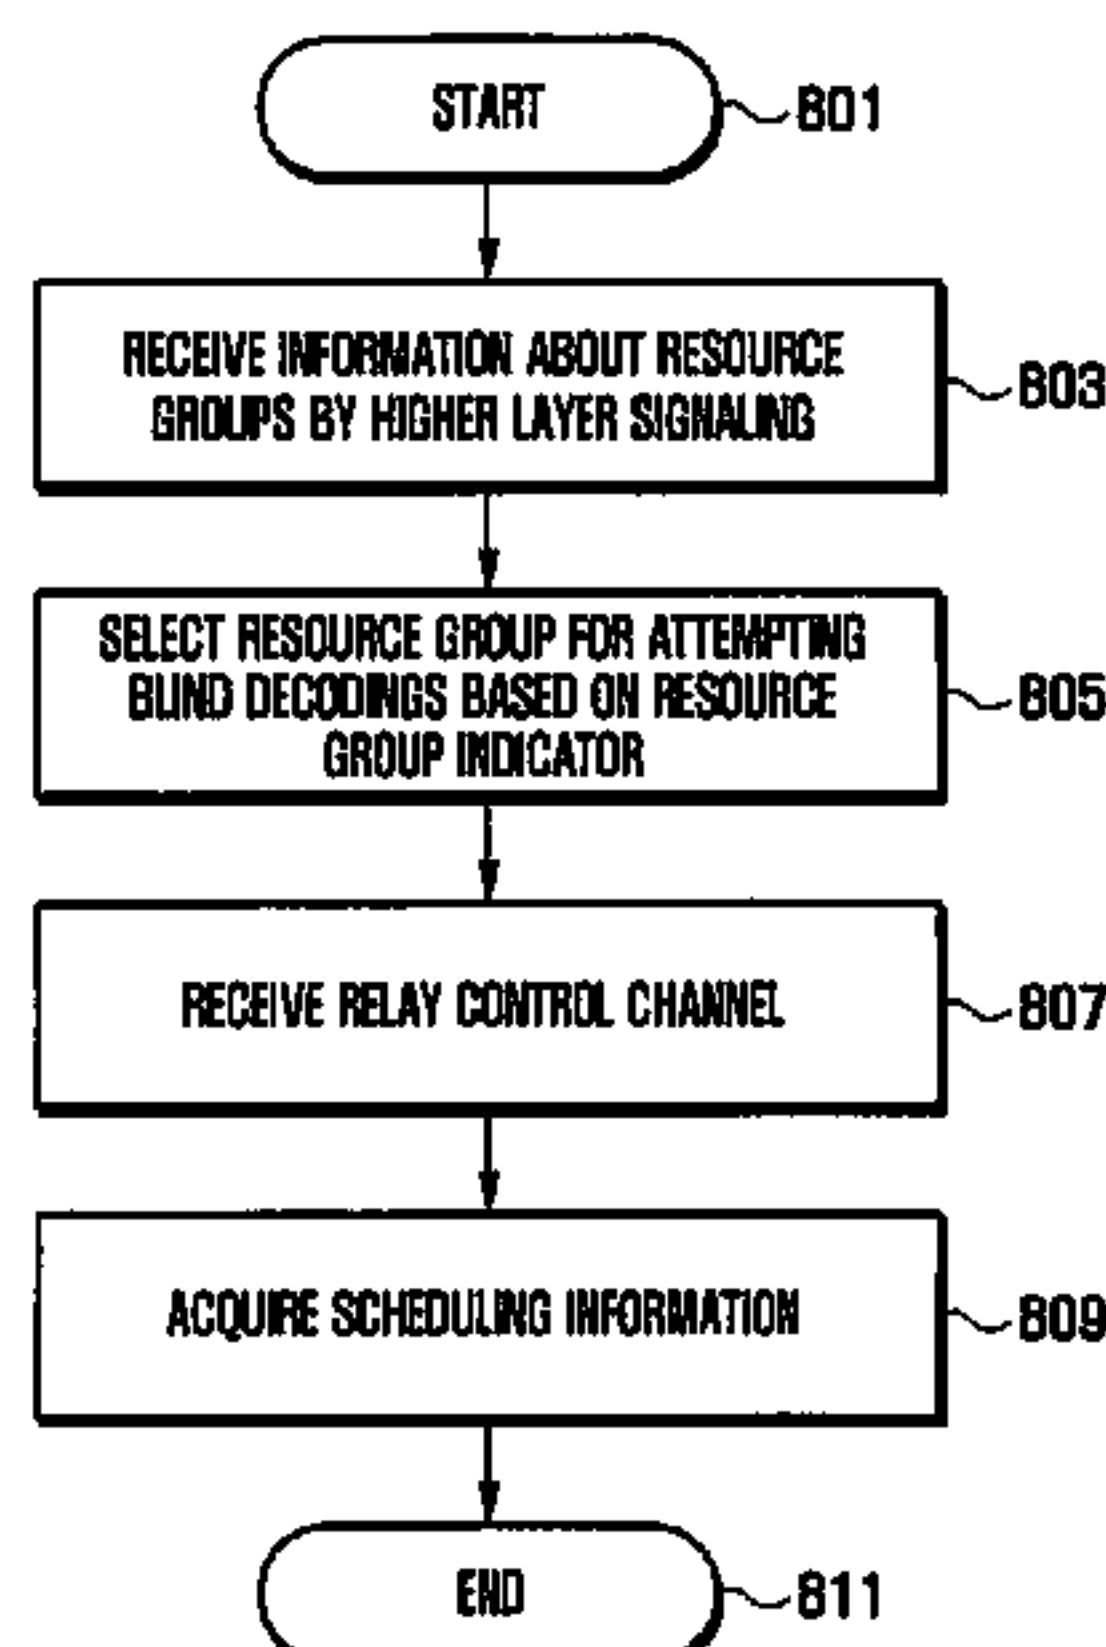 START
801
RECEIVE INFORMATION ABOUT RESOURCE
GROUPS BY HIGHER LAYER SIGNALING
803
SELECT RESOURCE GROUP FOR ATTEMPTING
BLIND DECODINGS BASED ON RESOURCE
GROUP INDICATOR
805
RECEIVE RELAY CONTROL CHANNEL
807
ACQUIRE SCHEDULING INFORMATION
809
END
811